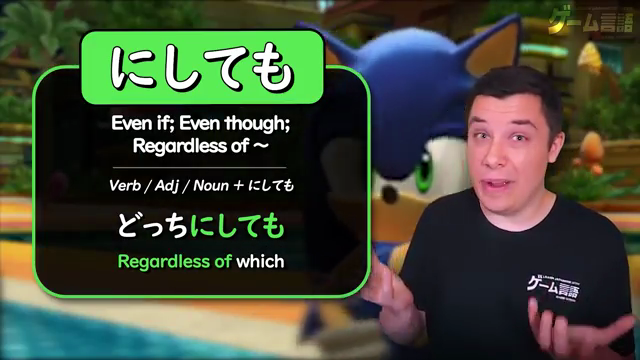 ゲーム言語
にしても
Even if; Even though;
Regardless of ～
Verb / Adj / Noun + にしても
どっちにしても
Regardless of which
ゲーム言語